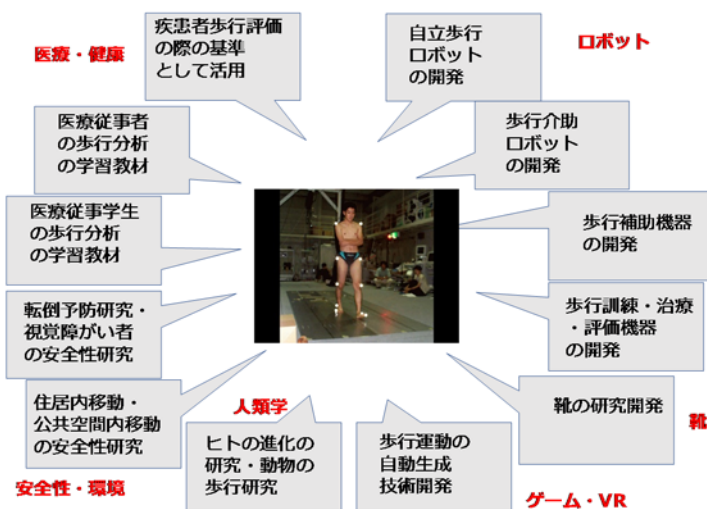 医療・健康
疾患者歩行評価
の際の基準
として活用
自立歩行
ロボット
の開発
ロボット
医療従事者
の歩行分析
の学習教材
歩行介助
ロボット
の開発
医療従事学生
の歩行分析
の学習教材
歩行補助機器
の開発
転倒予防研究・
視覚障がい者
の安全性研究
歩行訓練・治療
・評価機器
の開発
住居内移動・
公共空間内移動
の安全性研究
人類学
ヒトの進化の
研究・動物の
歩行研究
歩行運動の
自動生成
技術開発
靴の研究開発
靴
安全性・環境
ゲーム・VR